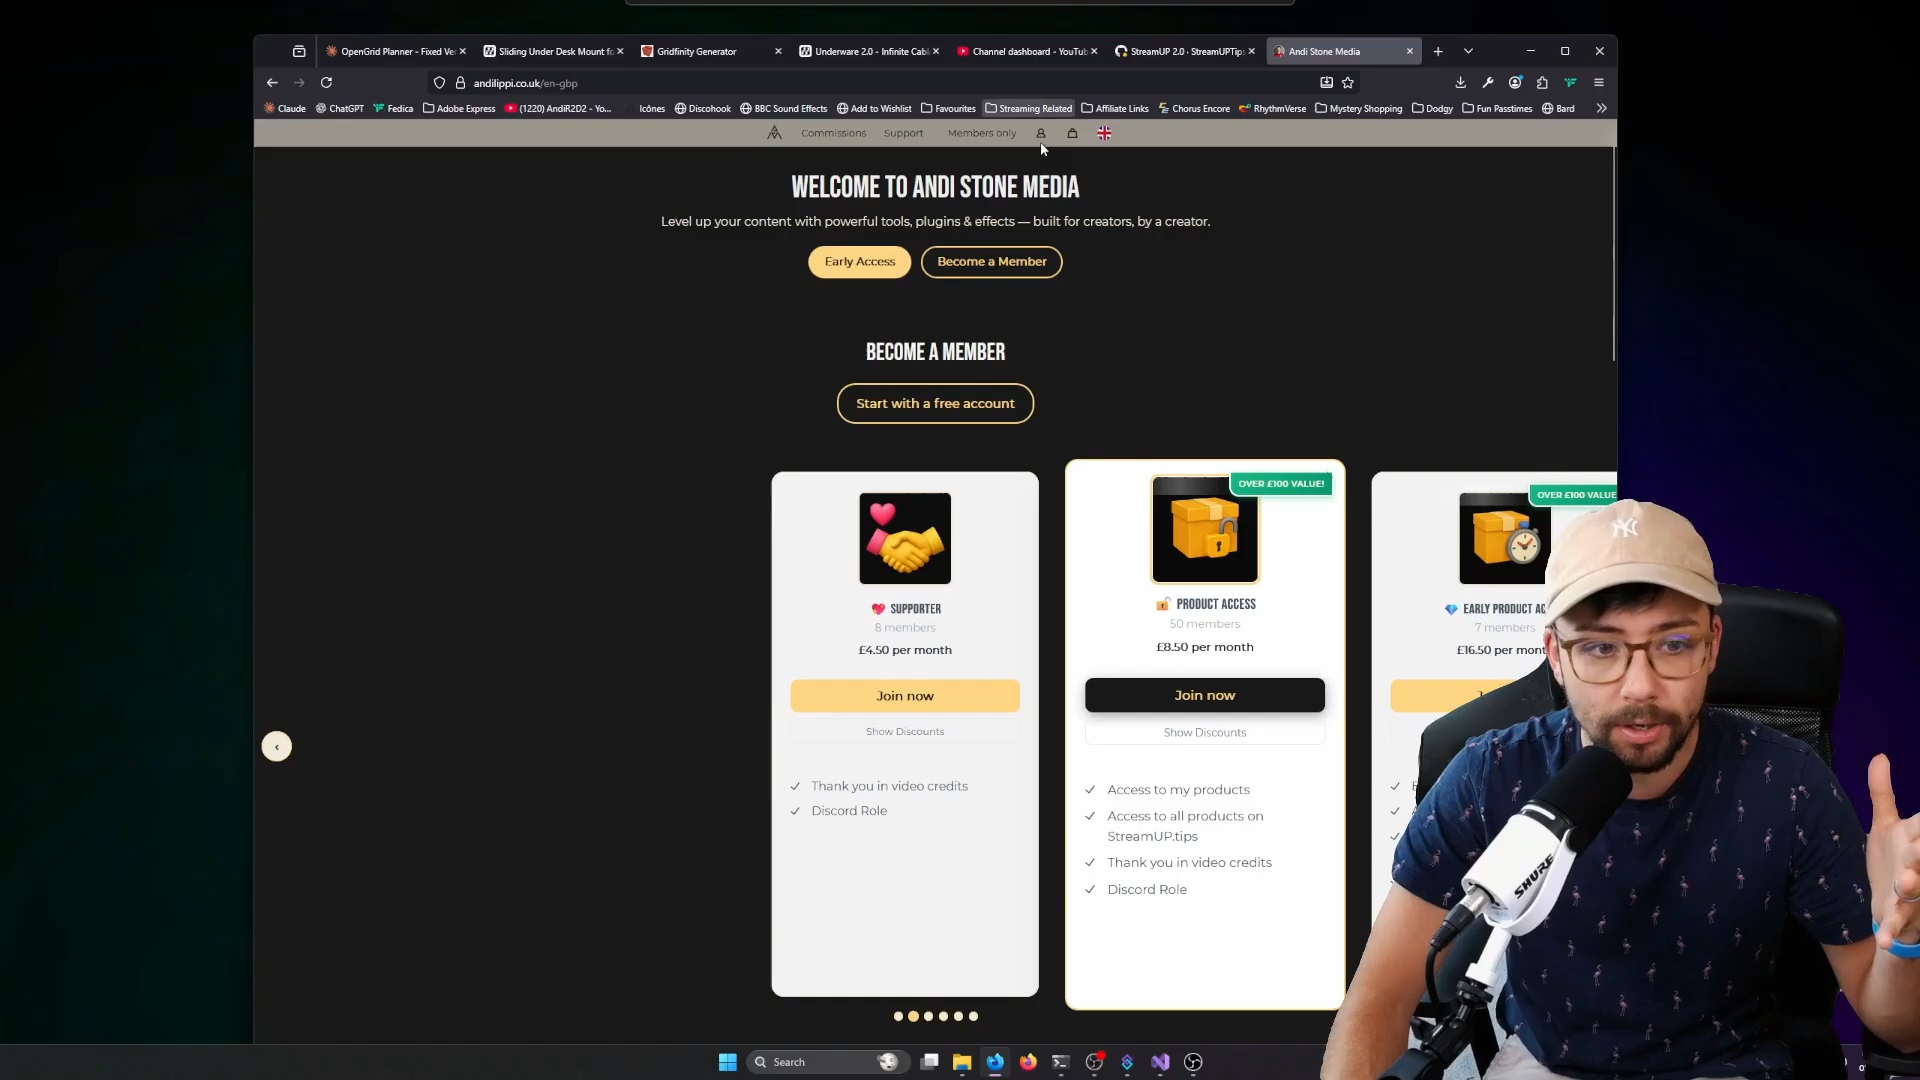 OpenGrid Planner - Fixed Ve
Sliding Under Desk Mount fo
Gridfinity Generator
Underware 2.0 - Infinite Cabl
Channel dashboard - YouTub
StreamUP 2.0 · StreamUPTips
Andi Stone Media
andilippi.co.uk/en-gbp
Claude
ChatGPT
Fedica
Adobe Express
(1220) AndiR2D2 - Yo...
Icônes
Discohook
BBC Sound Effects
Add to Wishlist
Favourites
Streaming Related
Affiliate Links
Chorus Encore
RhythmVerse
Mystery Shopping
Dodgy
Fun Passtimes
Bard
Commissions
Support
Members only
WELCOME TO ANDI STONE MEDIA
Level up your content with powerful tools, plugins & effects — built for creators, by a creator.
Early Access
Become a Member
BECOME A MEMBER
Start with a free account
SUPPORTER
8 members
£4.50 per month
Join now
Show Discounts
Thank you in video credits
Discord Role
OVER £100 VALUE!
PRODUCT ACCESS
50 members
£8.50 per month
Join now
Show Discounts
Access to my products
Access to all products on
StreamUP.tips
Thank you in video credits
Discord Role
OVER £100 VALUE
EARLY PRODUCT AC
7 members
£16.50 per mont
SHURE
Search